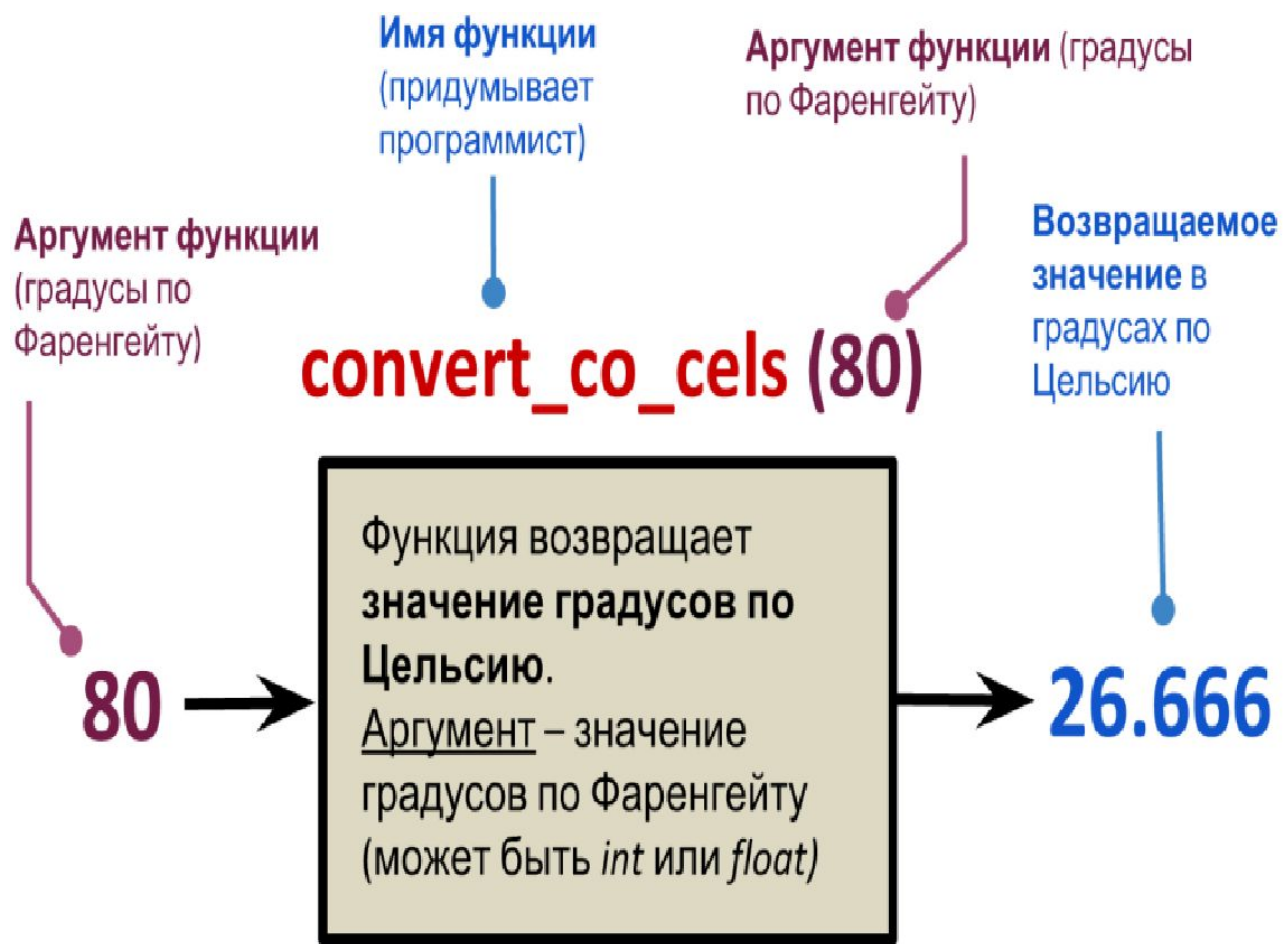 Имя функции
(придумывает
программист)
Аргумент функции (градусы
по Фаренгейту)
Аргумент функции
(градусы по
Фаренгейту)
Возвращаемое
значение в
градусах по
Цельсию
convert_co_cels (80)
Функция возвращает
значение градусов по
Цельсию.
Аргумент – значение
градусов по Фаренгейту
(может быть int или float)
80
26.666